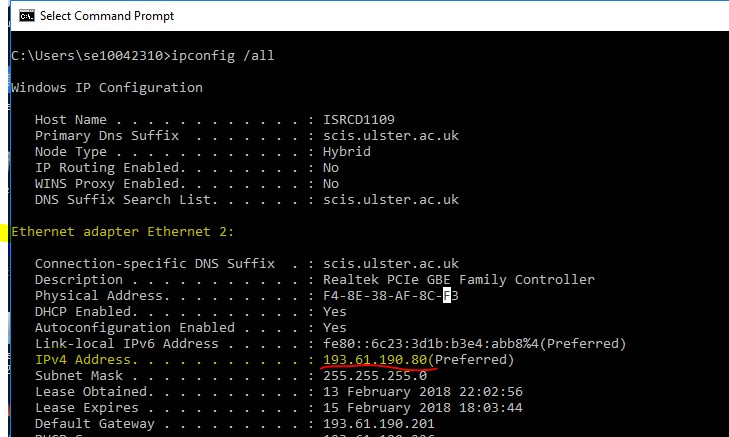 Select Command Prompt
C:\Users\se10042310>ipconfig /all
Windows IP Configuration
Host Name . . . . . . . . . . . . : ISRCD1109
Primary Dns Suffix . . . . . . . : scis.ulster.ac.uk
Node Type . . . . . . . . . . . . : Hybrid
IP Routing Enabled. . . . . . . . : No
WINS Proxy Enabled. . . . . . . . : No
DNS Suffix Search List. . . . . . : scis.ulster.ac.uk
Ethernet adapter Ethernet 2:
Connection-specific DNS Suffix . : scis.ulster.ac.uk
Description . . . . . . . . . . . : Realtek PCIe GBE Family Controller
Physical Address. . . . . . . . . : F4-8E-38-AF-8C-F3
DHCP Enabled. . . . . . . . . . . : Yes
Autoconfiguration Enabled . . . . : Yes
Link-local IPv6 Address . . . . . : fe80::6c23:3d1b:b3e4:abb8%4(Preferred)
IPv4 Address. . . . . . . . . . . : 193.61.190.80(Preferred)
Subnet Mask . . . . . . . . . . . : 255.255.255.0
Lease Obtained. . . . . . . . . . : 13 February 2018 22:02:56
Lease Expires . . . . . . . . . . : 15 February 2018 18:03:44
Default Gateway . . . . . . . . . : 193.61.190.201